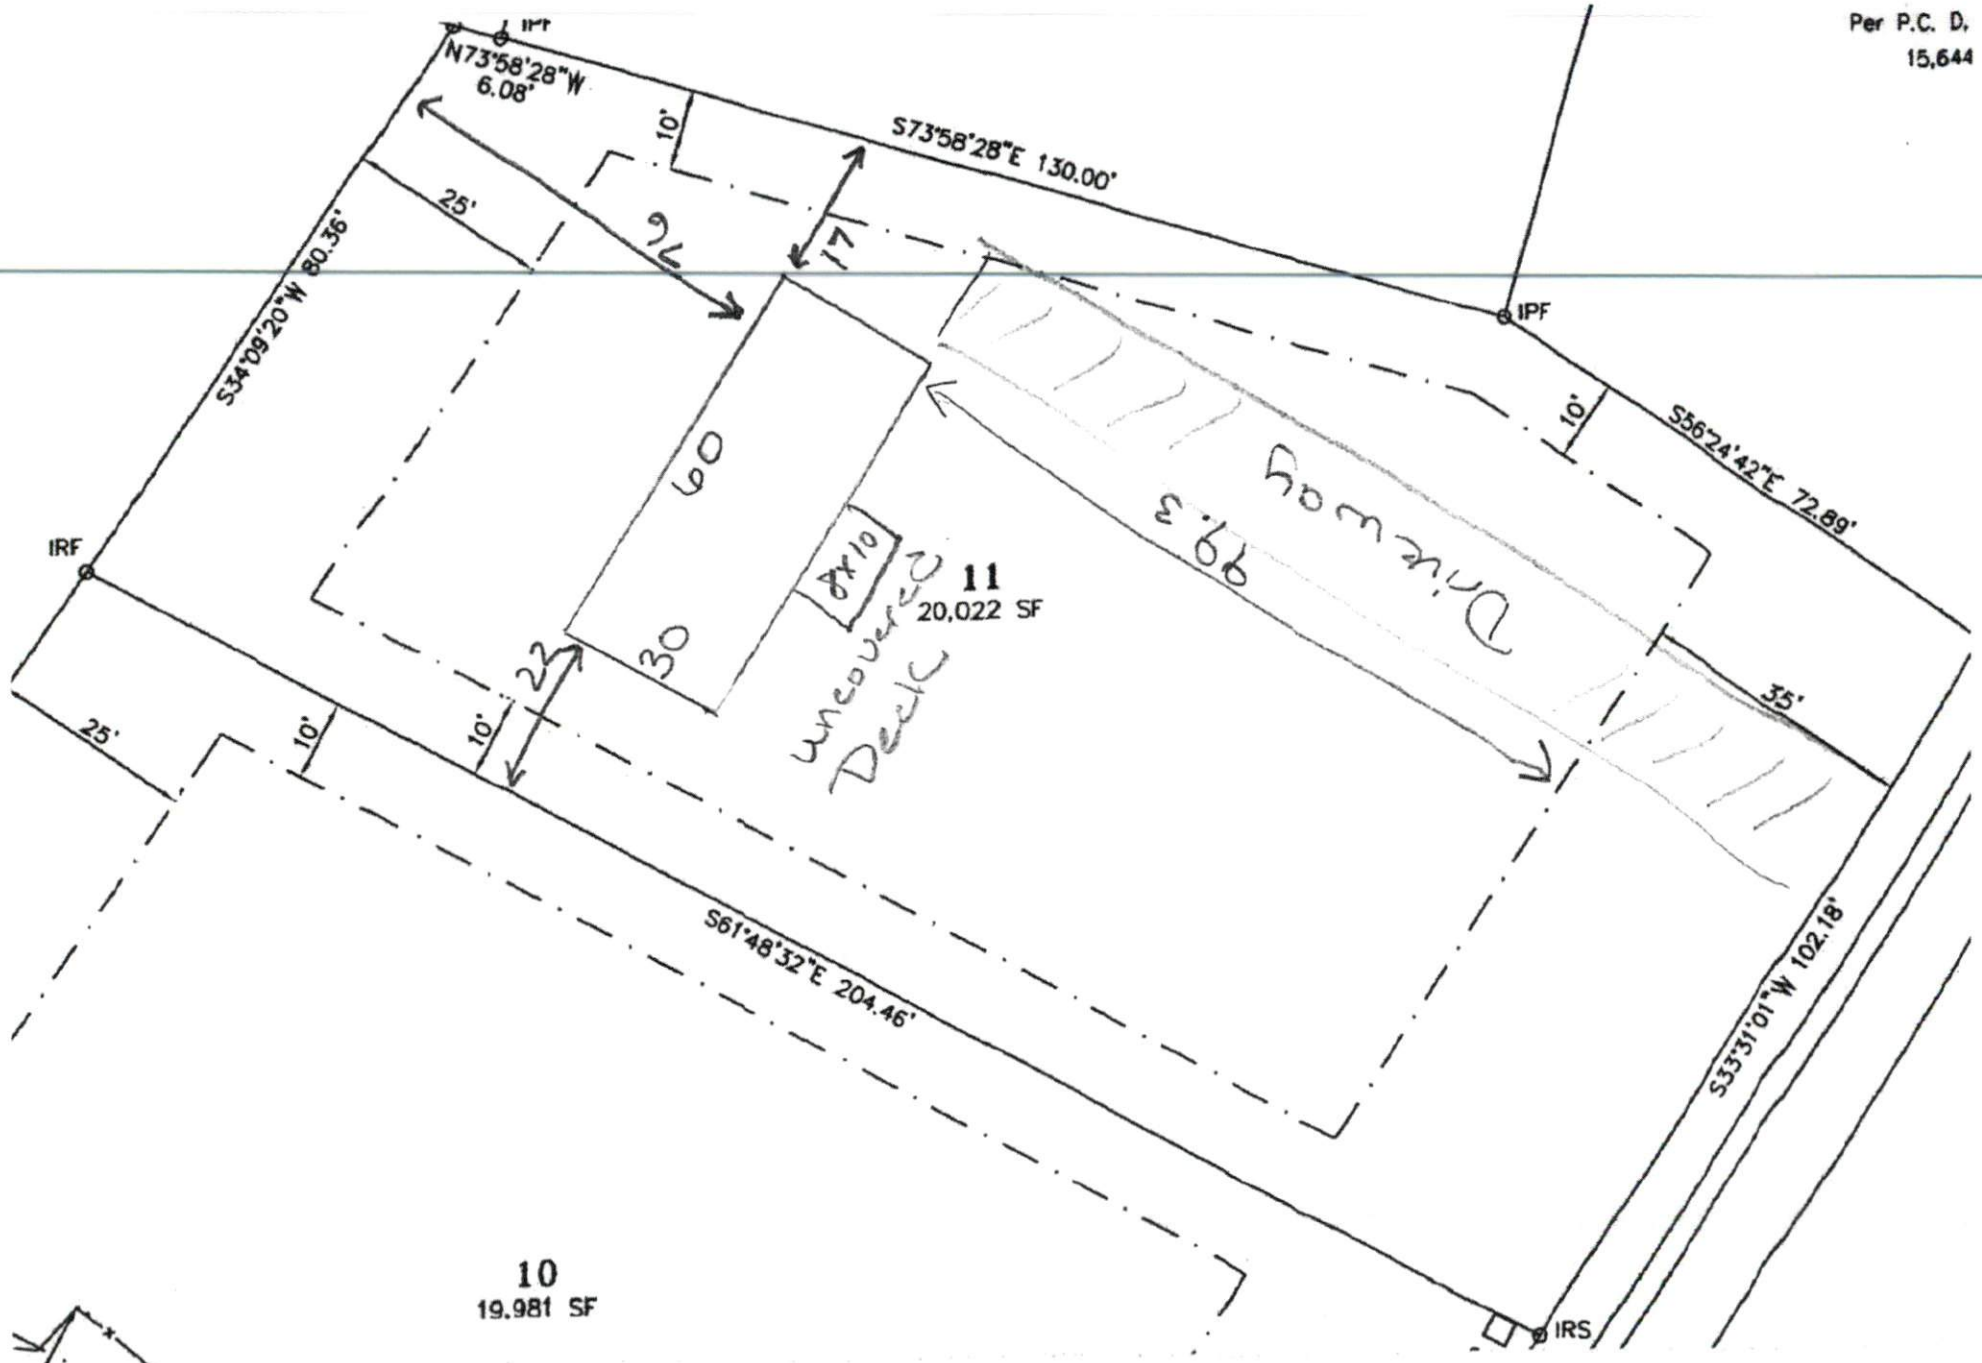 IPF
Per P.C. D.
15,644
N73°58'28"W
6.08'
10'
S73°58'28"E 130.00'
25'
76
17
S34°09'20"W 80.36'
IPF
10'
S56°24'42"E 72.89'
60
Driveway
99.3
IRF
8x10
uncovered
Deck
11
20,022 SF
22
30
35'
25'
10'
10'
S61°48'32"E 204.46'
S33°31'01"W 102.18'
10
19,981 SF
IRS
x